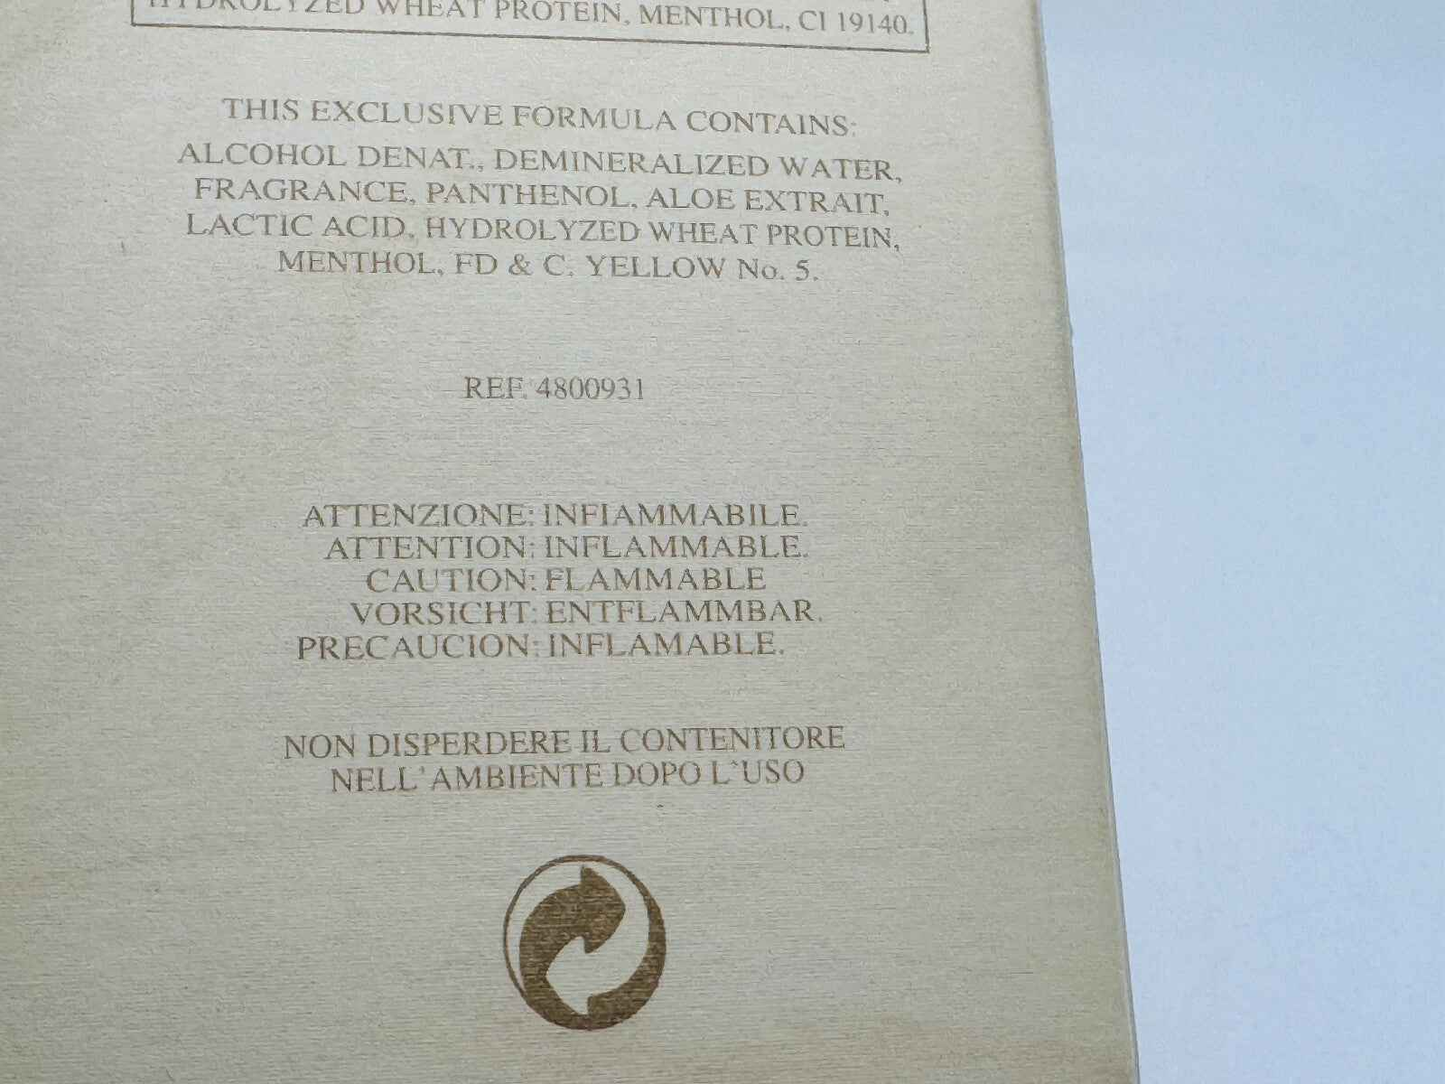 HYDROLYZED WHEAT PROTEIN, MENTHOL, CI 19140.
THIS EXCLUSIVE FORMULA CONTAINS:
ALCOHOL DENAT., DEMINERALIZED WATER,
FRAGRANCE, PANTHENOL, ALOE EXTRAIT,
LACTIC ACID, HYDROLYZED WHEAT PROTEIN,
MENTHOL, FD & C. YELLOW No. 5.
REF. 4800931
ATTENZIONE: INFIAMMABILE.
ATTENTION: INFLAMMABLE.
CAUTION: FLAMMABLE
VORSICHT: ENTFLAMMBAR.
PRECAUCION: INFLAMABLE.
NON DISPERDERE IL CONTENITORE
NELL'AMBIENTE DOPO L'USO